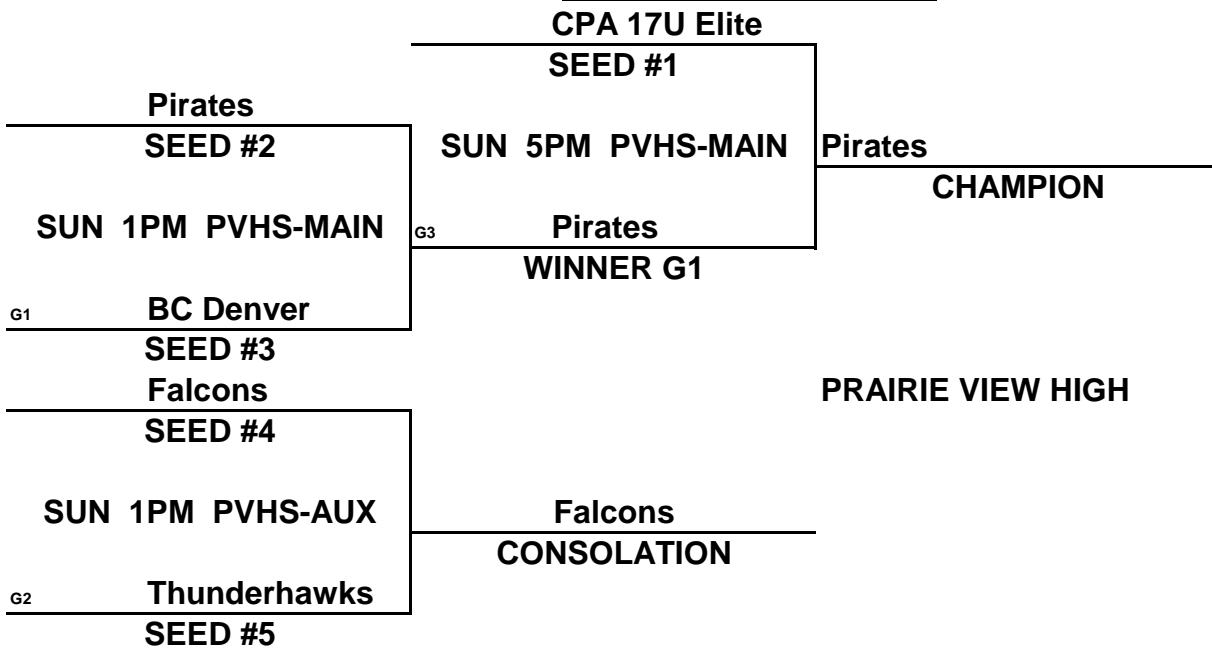 CPA 17U Elite
SEED #1
Pirates
SEED #2
SUN 5PM PVHS-MAIN
Pirates
CHAMPION
SUN 1PM PVHS-MAIN
G3
Pirates
WINNER G1
G1
BC Denver
SEED #3
Falcons
PRAIRIE VIEW HIGH
SEED #4
SUN 1PM PVHS-AUX
Falcons
CONSOLATION
G2
Thunderhawks
SEED #5